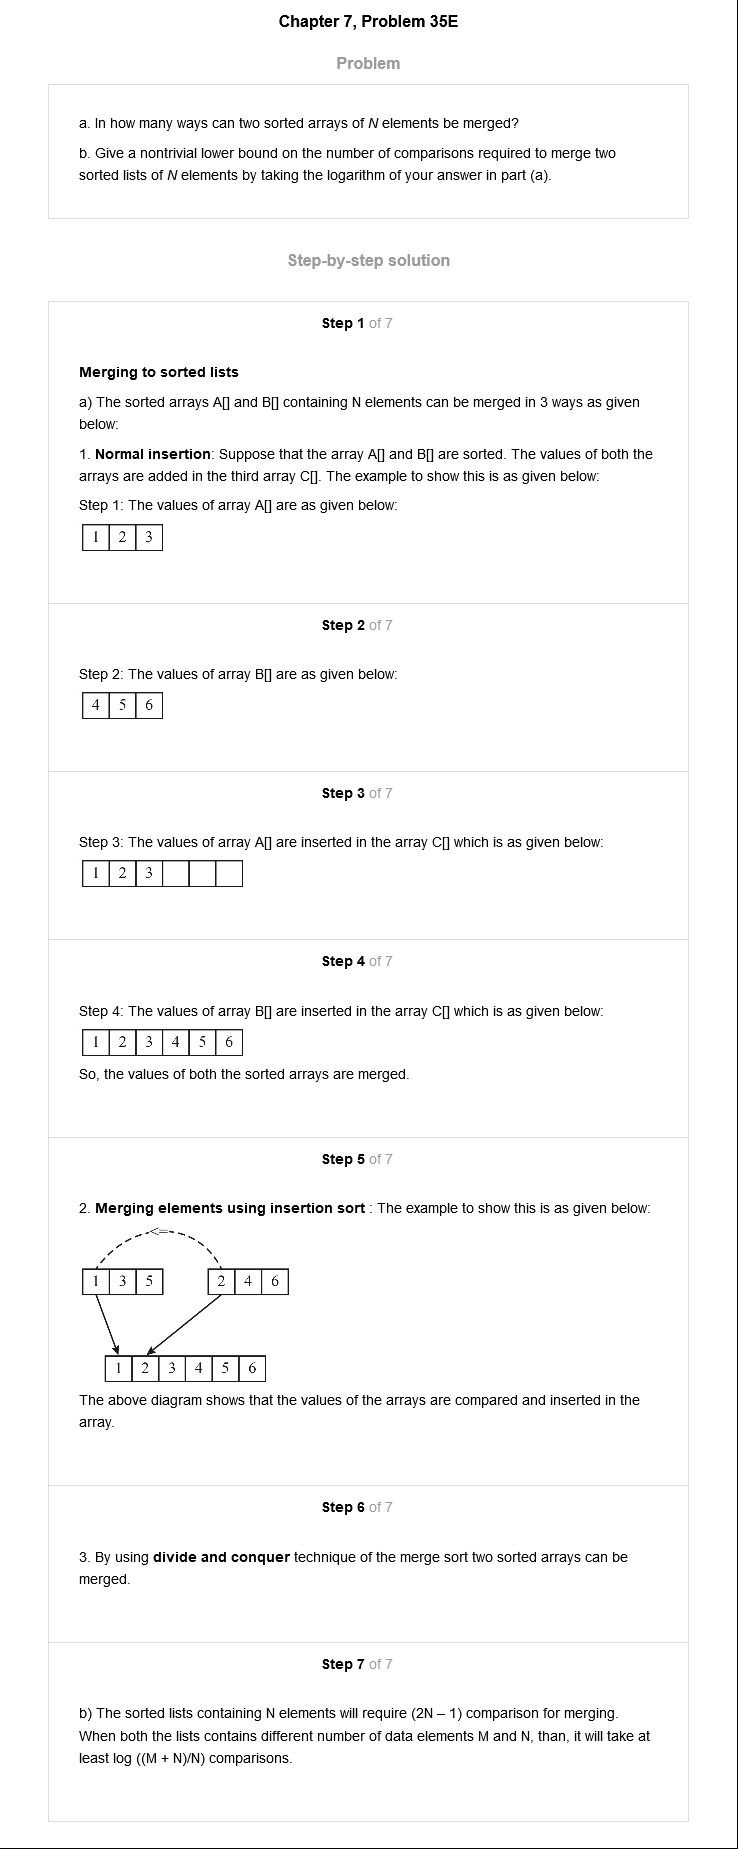 Chapter 7, Problem 35E
Problem
a. In how many ways can two sorted arrays of N elements be merged?
b. Give a nontrivial lower bound on the number of comparisons required to merge two
sorted lists of N elements by taking the logarithm of your answer in part (a).
Step-by-step solution
Step 1 of 7
Merging to sorted lists
a) The sorted arrays A[] and B[] containing N elements can be merged in 3 ways as given
below:
1. Normal insertion: Suppose that the array A[] and B[] are sorted. The values of both the
arrays are added in the third array C[]. The example to show this is as given below:
Step 1: The values of array A[] are as given below:
1 2 3
Step 2 of 7
Step 2: The values of array B[] are as given below:
4 5 6
Step 3 of 7
Step 3: The values of array A[] are inserted in the array C[] which is as given below:
1 2 3
Step 4 of 7
Step 4: The values of array B[] are inserted in the array C[] which is as given below:
1 2 3 4 5 6
So, the values of both the sorted arrays are merged.
Step 5 of 7
2. Merging elements using insertion sort : The example to show this is as given below:
<=
1 3 5 2 4 6
1 2 3 4 5 6
The above diagram shows that the values of the arrays are compared and inserted in the
array.
Step 6 of 7
3. By using divide and conquer technique of the merge sort two sorted arrays can be
merged.
Step 7 of 7
b) The sorted lists containing N elements will require (2N – 1) comparison for merging.
When both the lists contains different number of data elements M and N, than, it will take at
least log ((M + N)/N) comparisons.